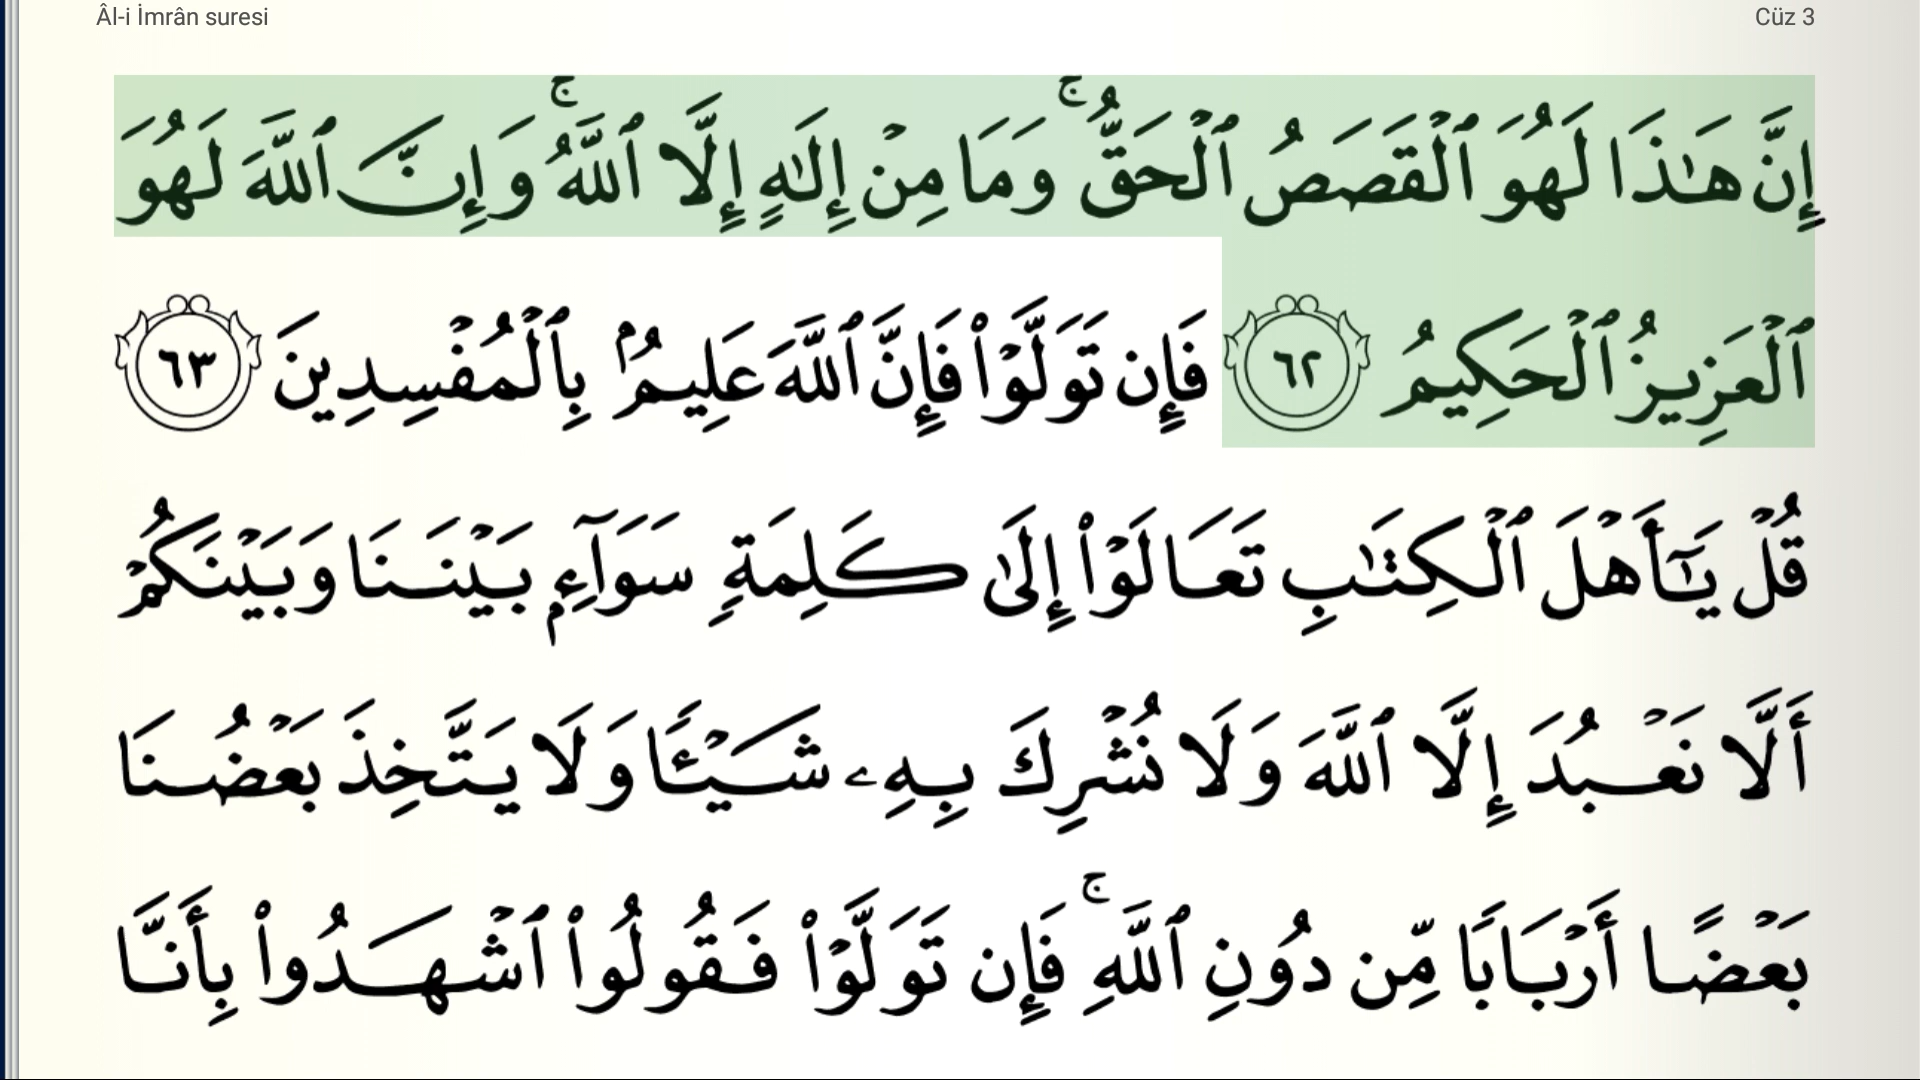 Âl-i İmrân suresi
Cüz 3
إِنَّ هَـٰذَا لَهُوَ ٱلْقَصَصُ ٱلْحَقُّ ۚ وَمَا مِنْ إِلَـٰهٍ إِلَّا ٱللَّهُ ۚ وَإِنَّ ٱللَّهَ لَهُوَ
ٱلْعَزِيزُ ٱلْحَكِيمُ ٦٢ فَإِن تَوَلَّوْا۟ فَإِنَّ ٱللَّهَ عَلِيمٌۢ بِٱلْمُفْسِدِينَ ٦٣
قُلْ يَـٰٓأَهْلَ ٱلْكِتَـٰبِ تَعَالَوْا۟ إِلَىٰ كَلِمَةٍ سَوَآءٍۭ بَيْنَنَا وَبَيْنَكُمْ
أَلَّا نَعْبُدَ إِلَّا ٱللَّهَ وَلَا نُشْرِكَ بِهِۦ شَيْـًٔا وَلَا يَتَّخِذَ بَعْضُنَا
بَعْضًا أَرْبَابًا مِّن دُونِ ٱللَّهِ ۚ فَإِن تَوَلَّوْا۟ فَقُولُوا۟ ٱشْهَدُوا۟ بِأَنَّا